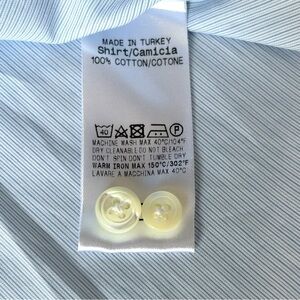 MADE IN TURKEY
Shirt/Camicia
100% COTTON/COTONE
40 P
MACHINE WASH MAX 40°C/104°F
DRY CLEANABLE DO NOT BLEACH
DON'T SPIN DON'T TUMBLE DRY
WARM IRON MAX 150°C/302°F
LAVARE A MACCHINA MAX 40°C